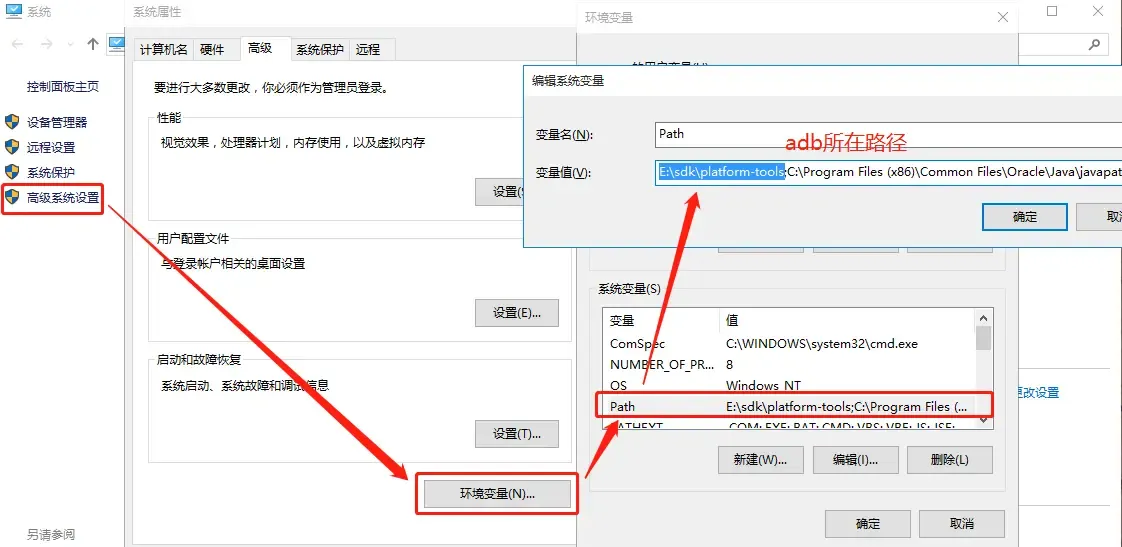 系统
控制面板主页
设备管理器
远程设置
系统保护
高级系统设置
另请参阅
系统属性
计算机名
硬件
高级
系统保护
远程
要进行大多数更改，你必须作为管理员登录。
性能
视觉效果，处理器计划，内存使用，以及虚拟内存
设置(S
用户配置文件
与登录帐户相关的桌面设置
设置(E)...
启动和故障恢复
系统启动、系统故障和调试信息
设置(T)...
环境变量(N)...
环境变量
编辑系统变量
变量名(N):
Path
adb所在路径
变量值(V):
E:\sdk\platform-tools;C:\Program Files (x86)\Common Files\Oracle\Java\javapat
确定
取消
系统变量(S)
变量 值
ComSpec C:\WINDOWS\system32\cmd.exe
NUMBER_OF_PR... 8
OS Windows_NT
Path E:\sdk\platform-tools;C:\Program Files (...
PATHEXT .COM;.EXE;.BAT;.CMD;.VBS;.VBE;.JS;.JSE;
新建(W)...
编辑(I)...
删除(L)
确定
取消
更改设置